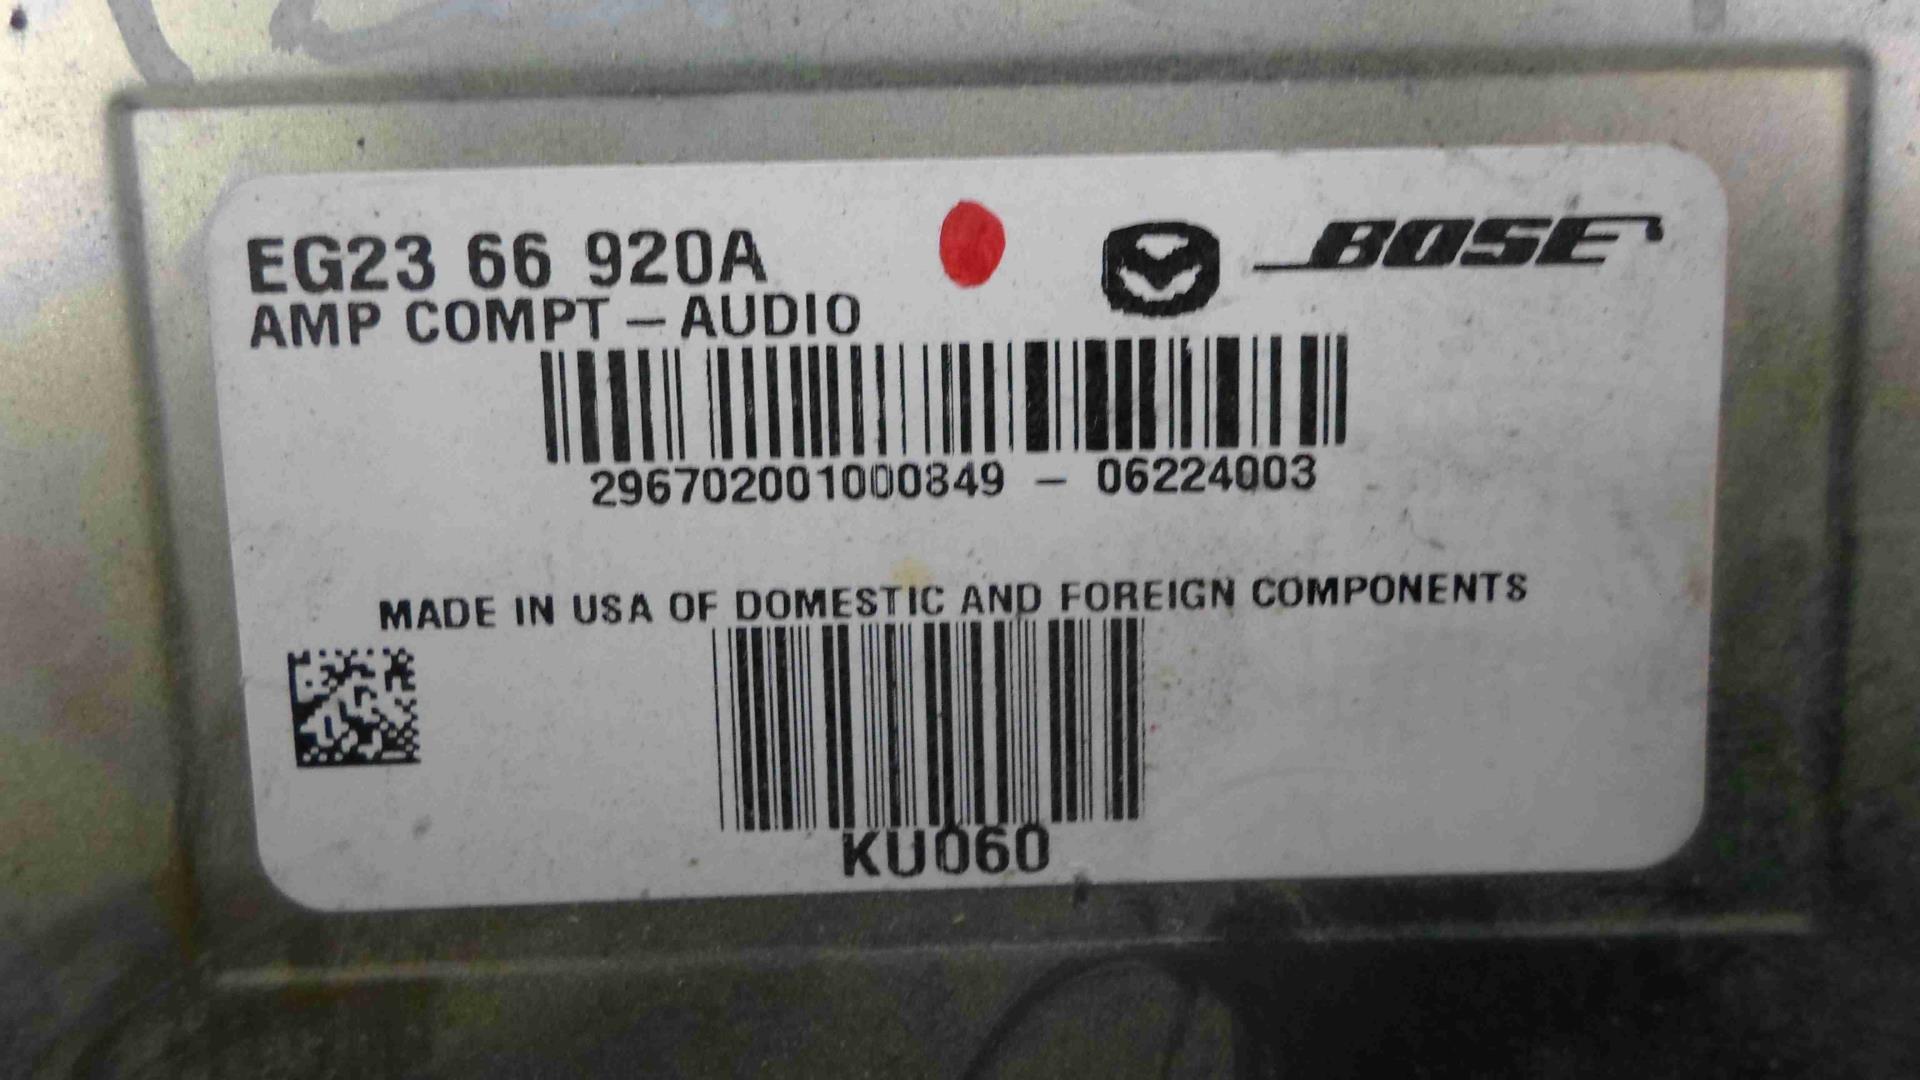 EG23 66 920A
BOSE
AMP COMPT – AUDIO
296702001000849 – 06224003
MADE IN USA OF DOMESTIC AND FOREIGN COMPONENTS
KU060